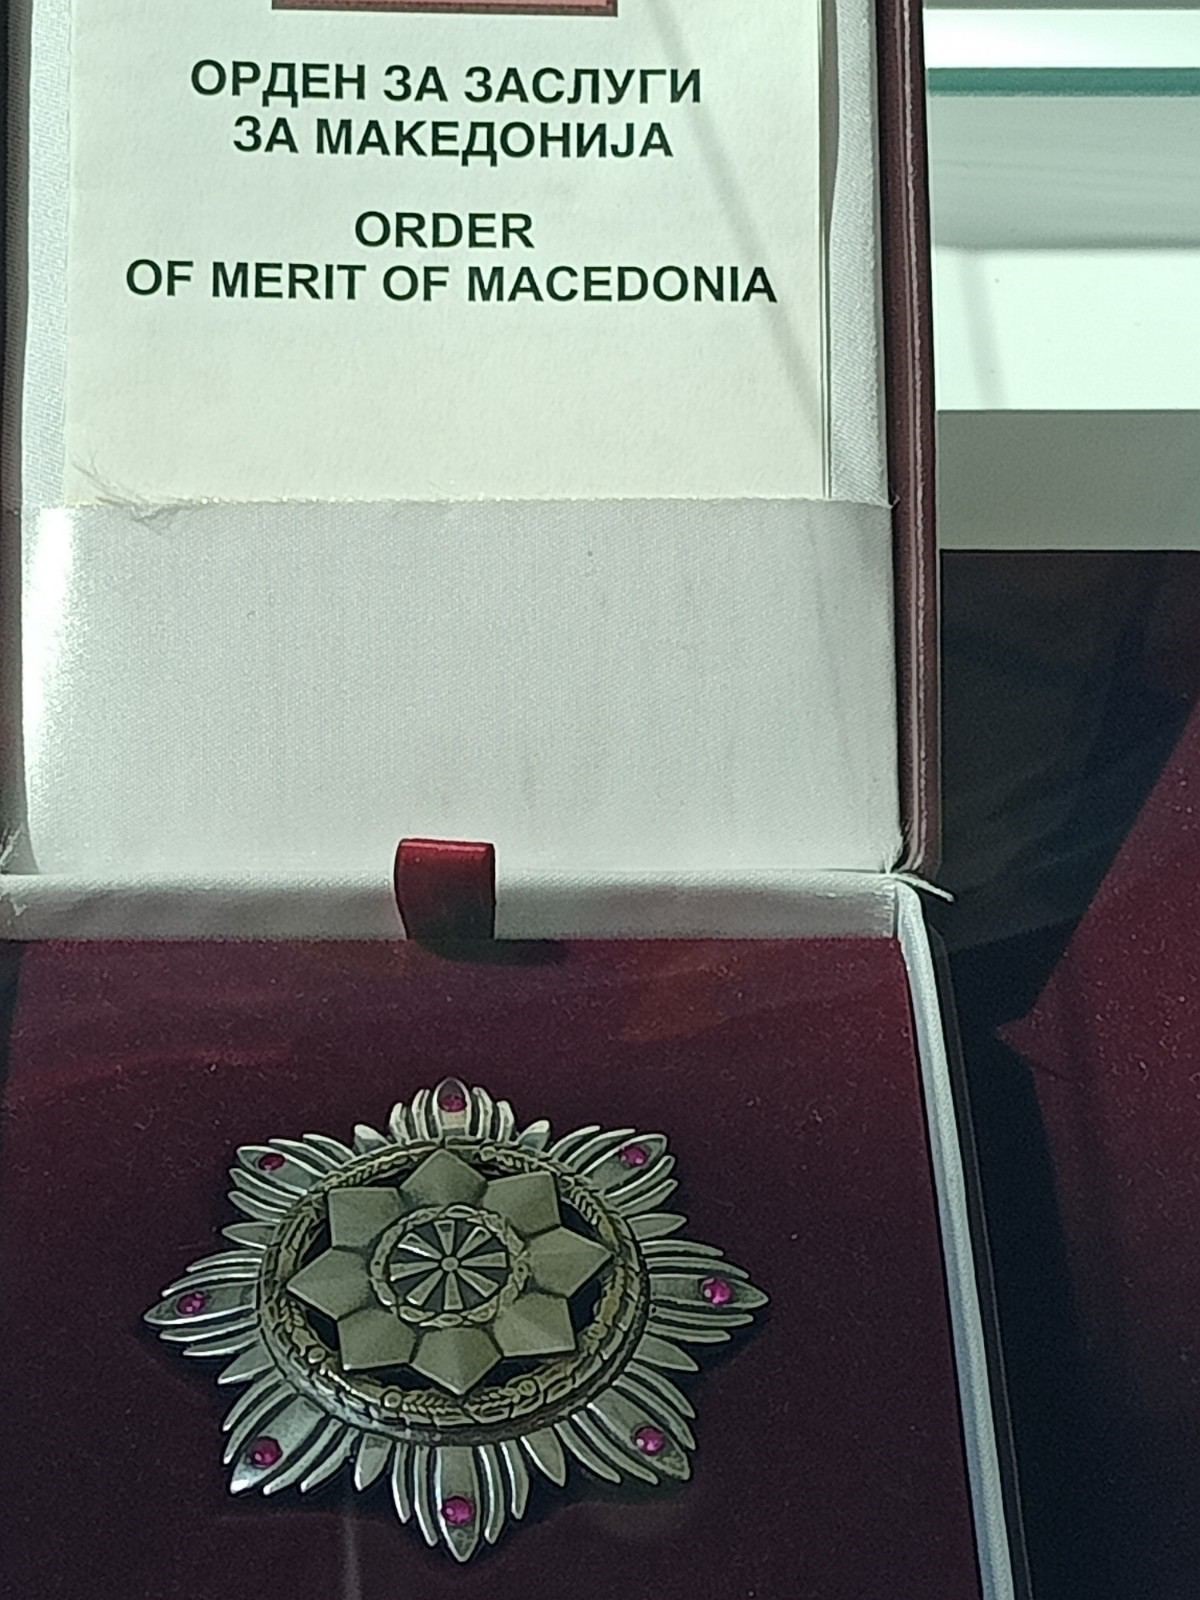 ОРДЕН ЗА ЗАСЛУГИ
ЗА МАКЕДОНИЈА
ORDER
OF MERIT OF MACEDONIA